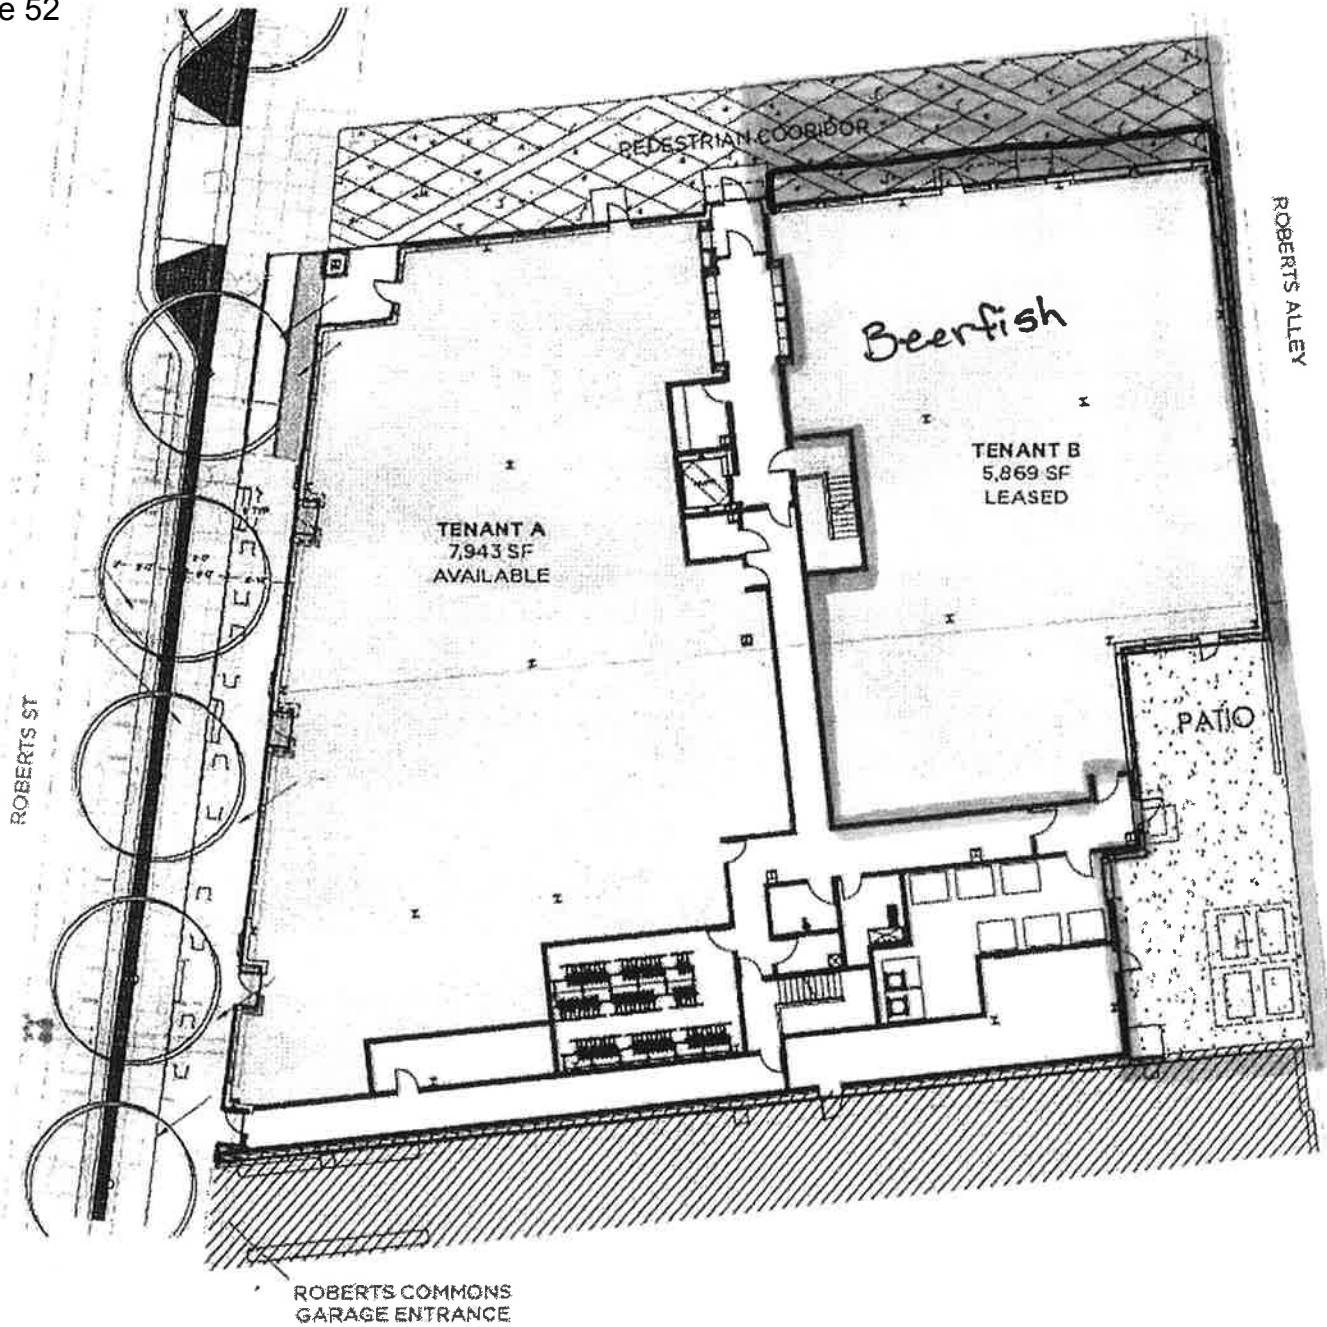 e 52
PEDESTRIAN COORIDOR
ROBERTS ALLEY
Beerfish
TENANT B
5,869 SF
LEASED
TENANT A
7,943 SF
AVAILABLE
PATIO
ROBERTS ST
ROBERTS COMMONS
GARAGE ENTRANCE